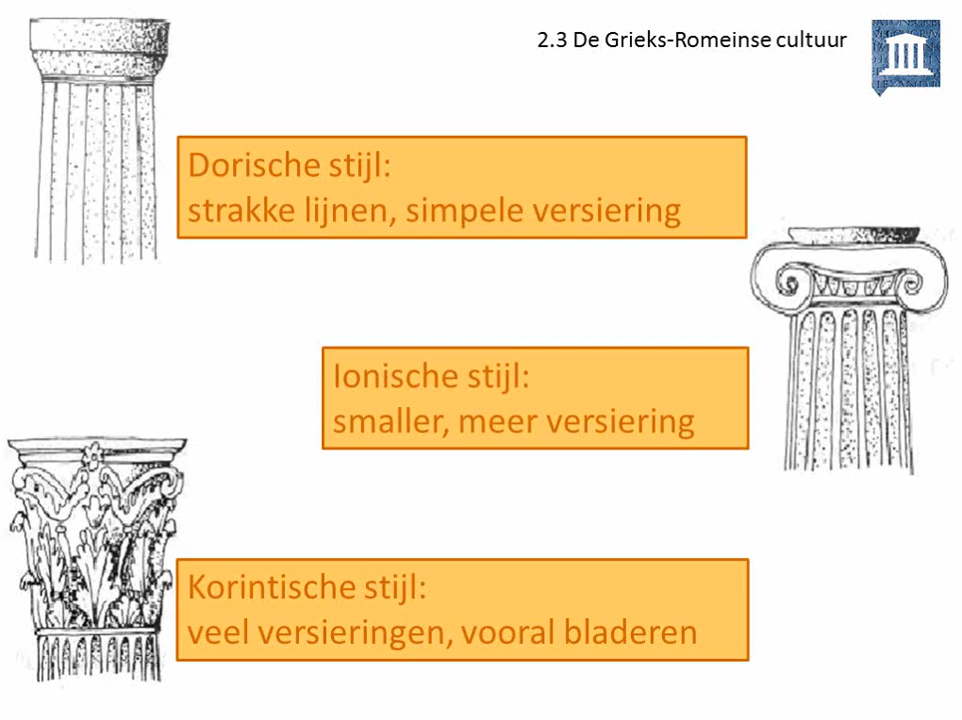 2.3 De Grieks-Romeinse cultuur
Dorische stijl:
strakke lijnen, simpele versiering
Ionische stijl:
smaller, meer versiering
Korintische stijl:
veel versieringen, vooral bladeren